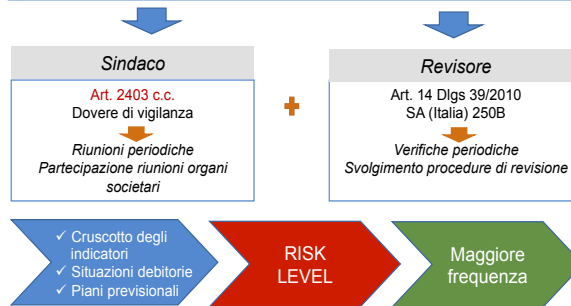 Sindaco
Art. 2403 c.c.
Dovere di vigilanza
Riunioni periodiche
Partecipazione riunioni organi
societari
+
Revisore
Art. 14 Dlgs 39/2010
SA (Italia) 250B
Verifiche periodiche
Svolgimento procedure di revisione
✓ Cruscotto degli
indicatori
✓ Situazioni debitorie
✓ Piani previsionali
RISK
LEVEL
Maggiore
frequenza